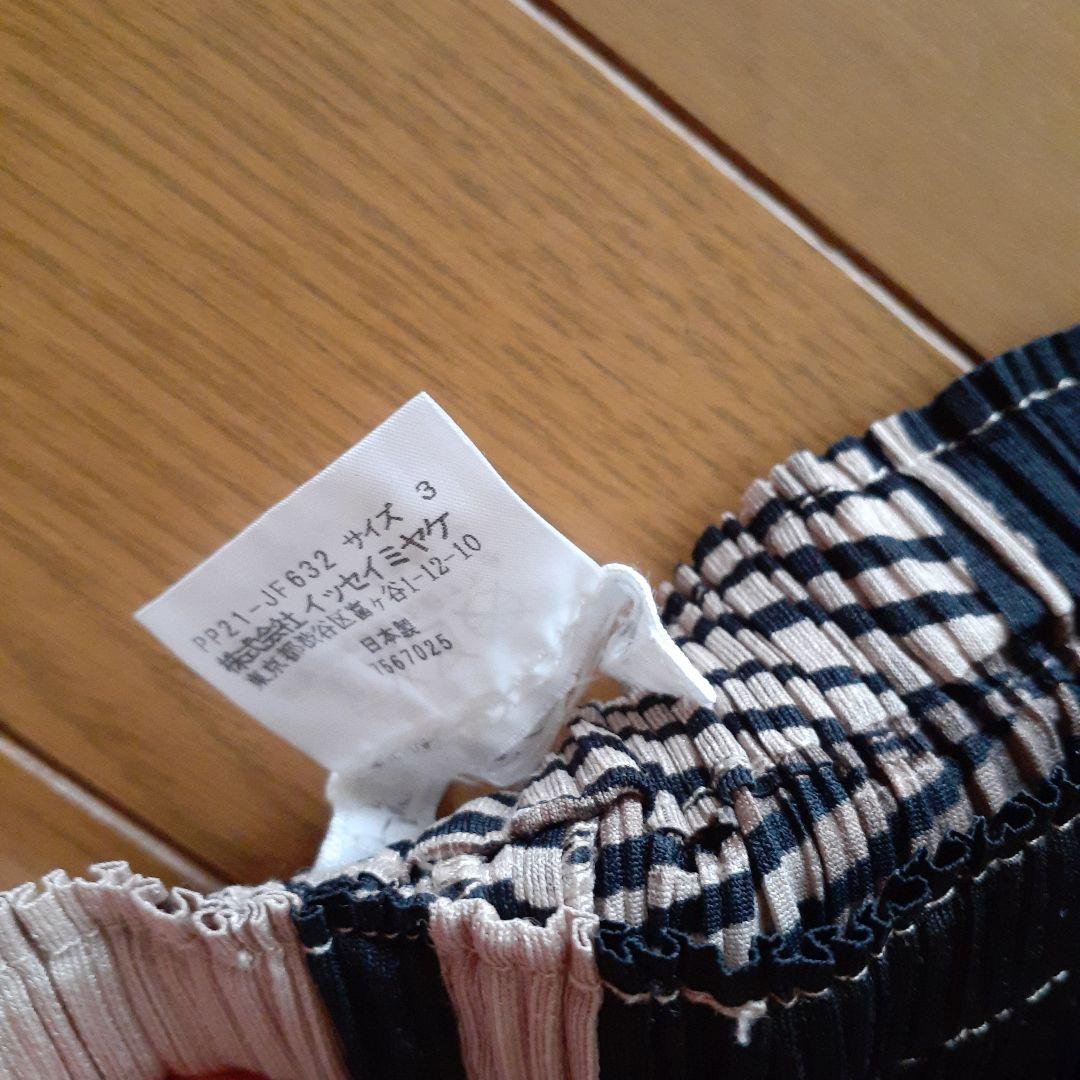 PP21-JF632 サイズ 3
株式会社 イッセイミヤケ
東京都渋谷区富ヶ谷1-12-10
日本製
7567025